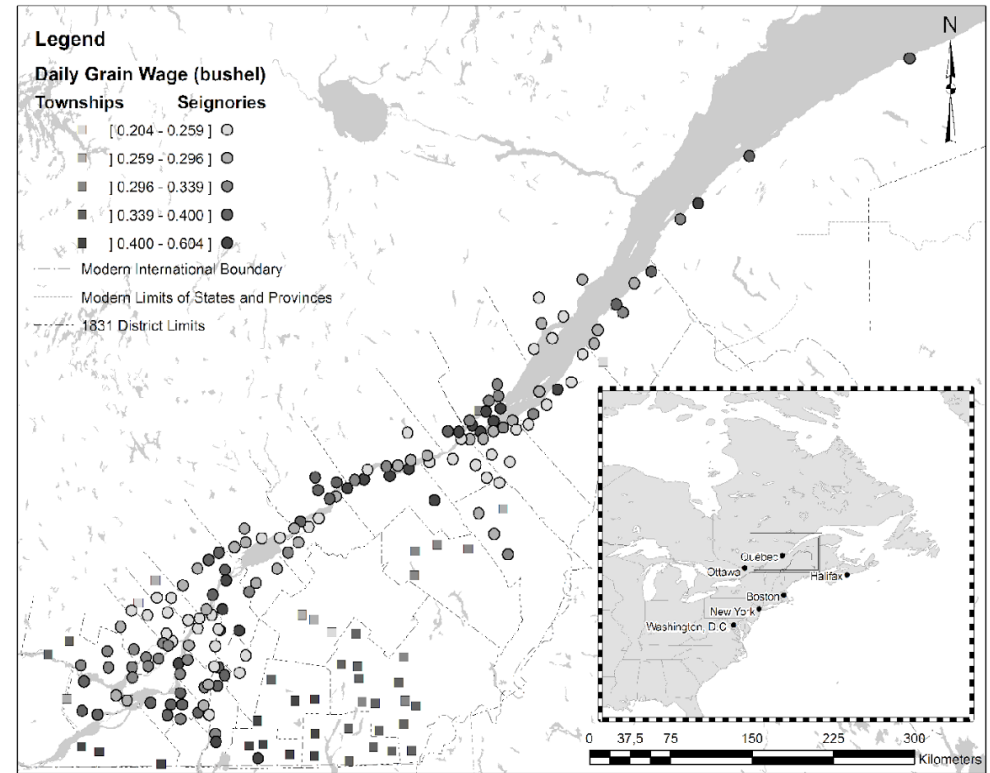 Legend
Daily Grain Wage (bushel)
Townships Seignories
[ 0.204 - 0.259 ]
] 0.259 - 0.296 ]
] 0.296 - 0.339 ]
] 0.339 - 0.400 ]
] 0.400 - 0.604 ]
Modern International Boundary
Modern Limits of States and Provinces
1831 District Limits
N
Québec
Ottawa
Halifax
Boston
New York
Washington, D.C
0 37,5 75 150 225 300
Kilometers